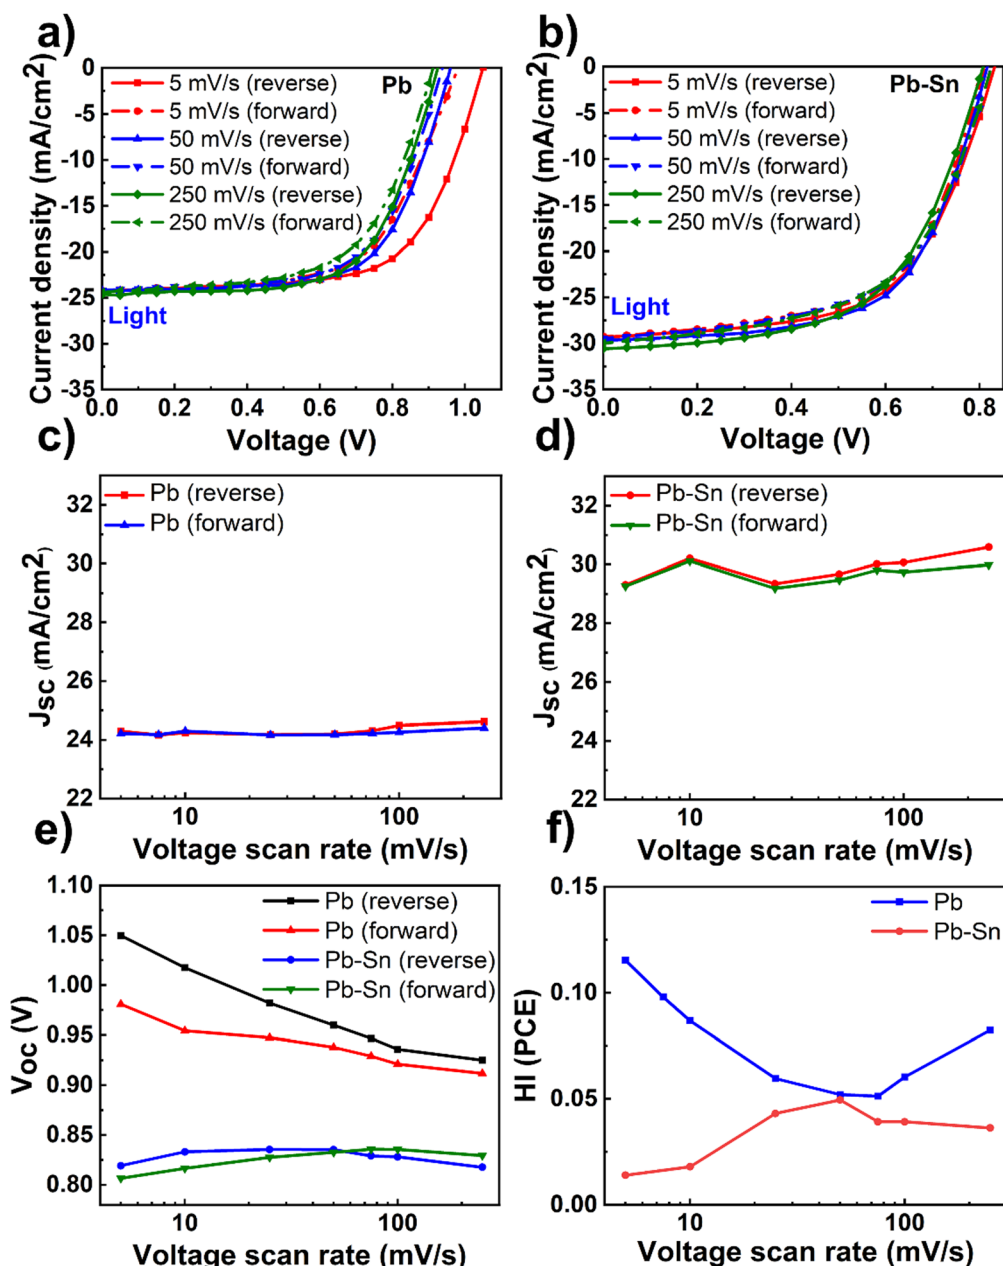 a)
0
-5
-10
-15
-20
-25
-30
-35
Current density (mA/cm2)
5 mV/s (reverse)
5 mV/s (forward)
50 mV/s (reverse)
50 mV/s (forward)
250 mV/s (reverse)
250 mV/s (forward)
Pb
Light
0.0 0.2 0.4 0.6 0.8 1.0
Voltage (V)
b)
0
-5
-10
-15
-20
-25
-30
-35
Current density (mA/cm2)
5 mV/s (reverse)
5 mV/s (forward)
50 mV/s (reverse)
50 mV/s (forward)
250 mV/s (reverse)
250 mV/s (forward)
Pb-Sn
Light
0.0 0.2 0.4 0.6 0.8
Voltage (V)
c)
32
30
28
26
24
22
Jsc (mA/cm2)
Pb (reverse)
Pb (forward)
10 100
Voltage scan rate (mV/s)
d)
32
30
28
26
24
22
Jsc (mA/cm2)
Pb-Sn (reverse)
Pb-Sn (forward)
10 100
Voltage scan rate (mV/s)
e)
1.10
1.05
1.00
0.95
0.90
0.85
0.80
Voc (V)
Pb (reverse)
Pb (forward)
Pb-Sn (reverse)
Pb-Sn (forward)
10 100
Voltage scan rate (mV/s)
f)
0.15
0.10
0.05
0.00
HI (PCE)
Pb
Pb-Sn
10 100
Voltage scan rate (mV/s)